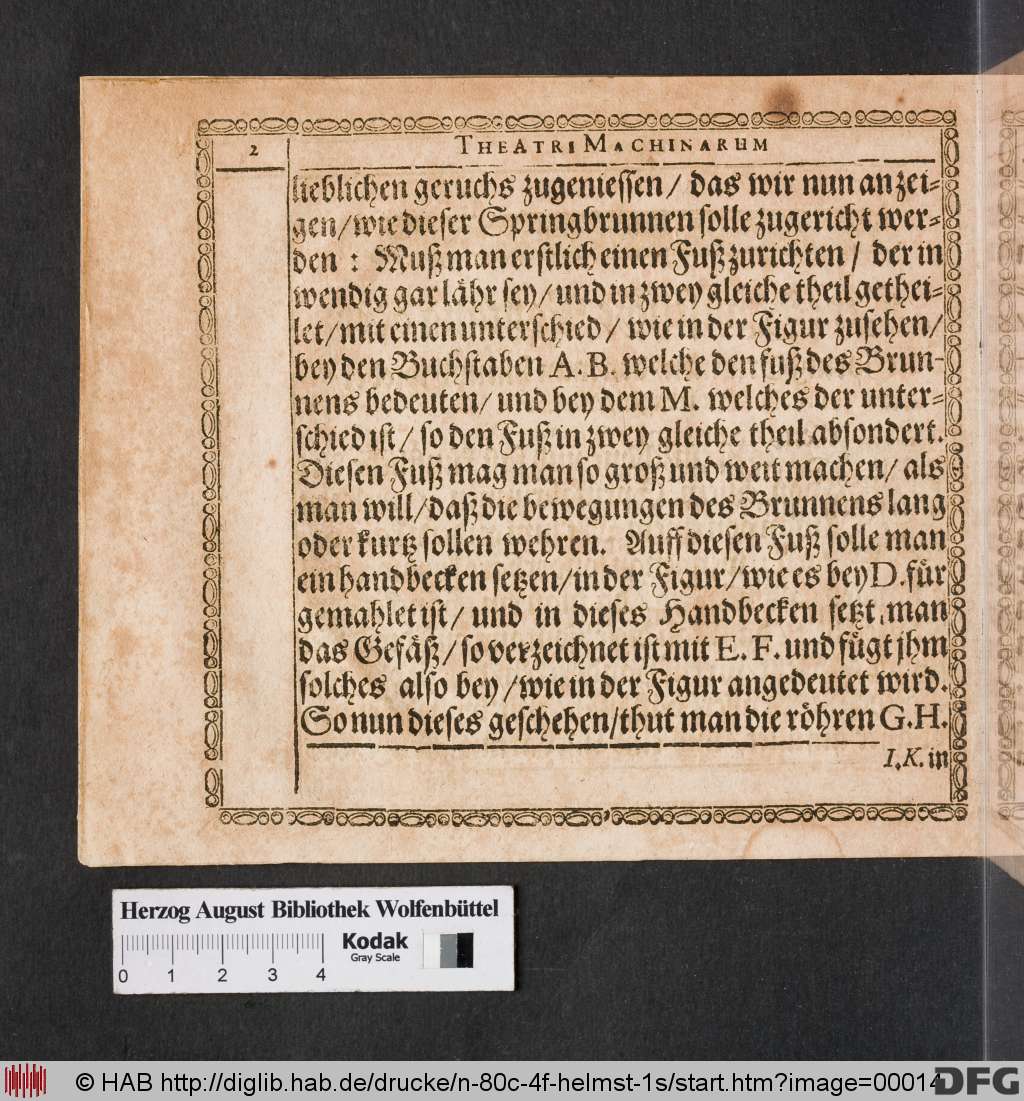 2
THEATRI MACHINARUM
lieblichen geruchs zugeniessen / das wir nun anzei-
gen/wie dieser Springbrunnen solle zugericht wer-
den : Muß man erstlich einen Fuß zurichten / der in
wendig gar lähr sey/und in zwey gleiche theil gethei-
let/mit einen unterschied / wie in der Figur zusehen/
bey den Buchstaben A. B. welche den fuß des Brun-
nens bedeuten/ und bey dem M. welches der unter-
schied ist / so den Fuß in zwey gleiche theil absondert.
Diesen Fuß mag man so groß und weit machen/ als
man will/daß die bewegungen des Brunnens lang
oder kurtz sollen wehren. Auff diesen Fuß solle man
ein handbecken setzen/in der Figur/wie es bey D. für
gemahlet ist/ und in dieses Handbecken setzt man
das Gefäß/so verzeichnet ist mit E. F. und fügt jhm
solches also bey /wie in der Figur angedeutet wird.
So nun dieses geschehen/thut man die röhren G.H.
I.K. in
Herzog August Bibliothek Wolfenbüttel
0 1 2 3 4
Kodak
Gray Scale
© HAB http://diglib.hab.de/drucke/n-80c-4f-helmst-1s/start.htm?image=00014
DFG